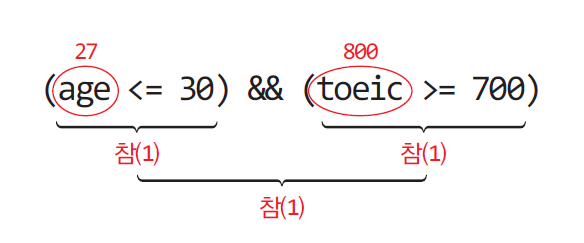 27 800
(age <= 30) && (toeic >= 700)
참(1) 참(1)
참(1)